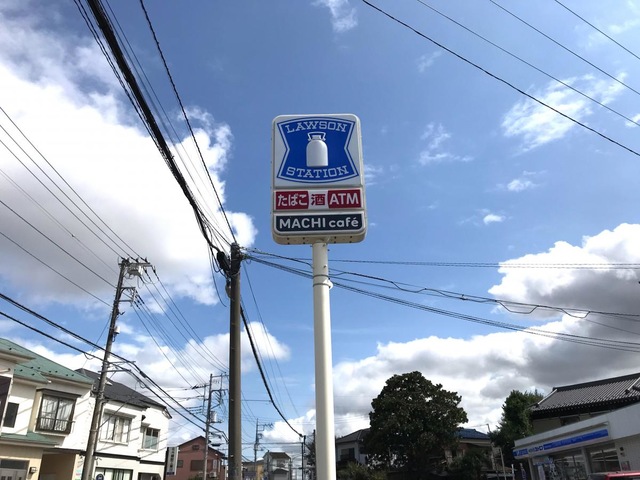 LAWSON
STATION
たばこ 酒 ATM
MACHI café